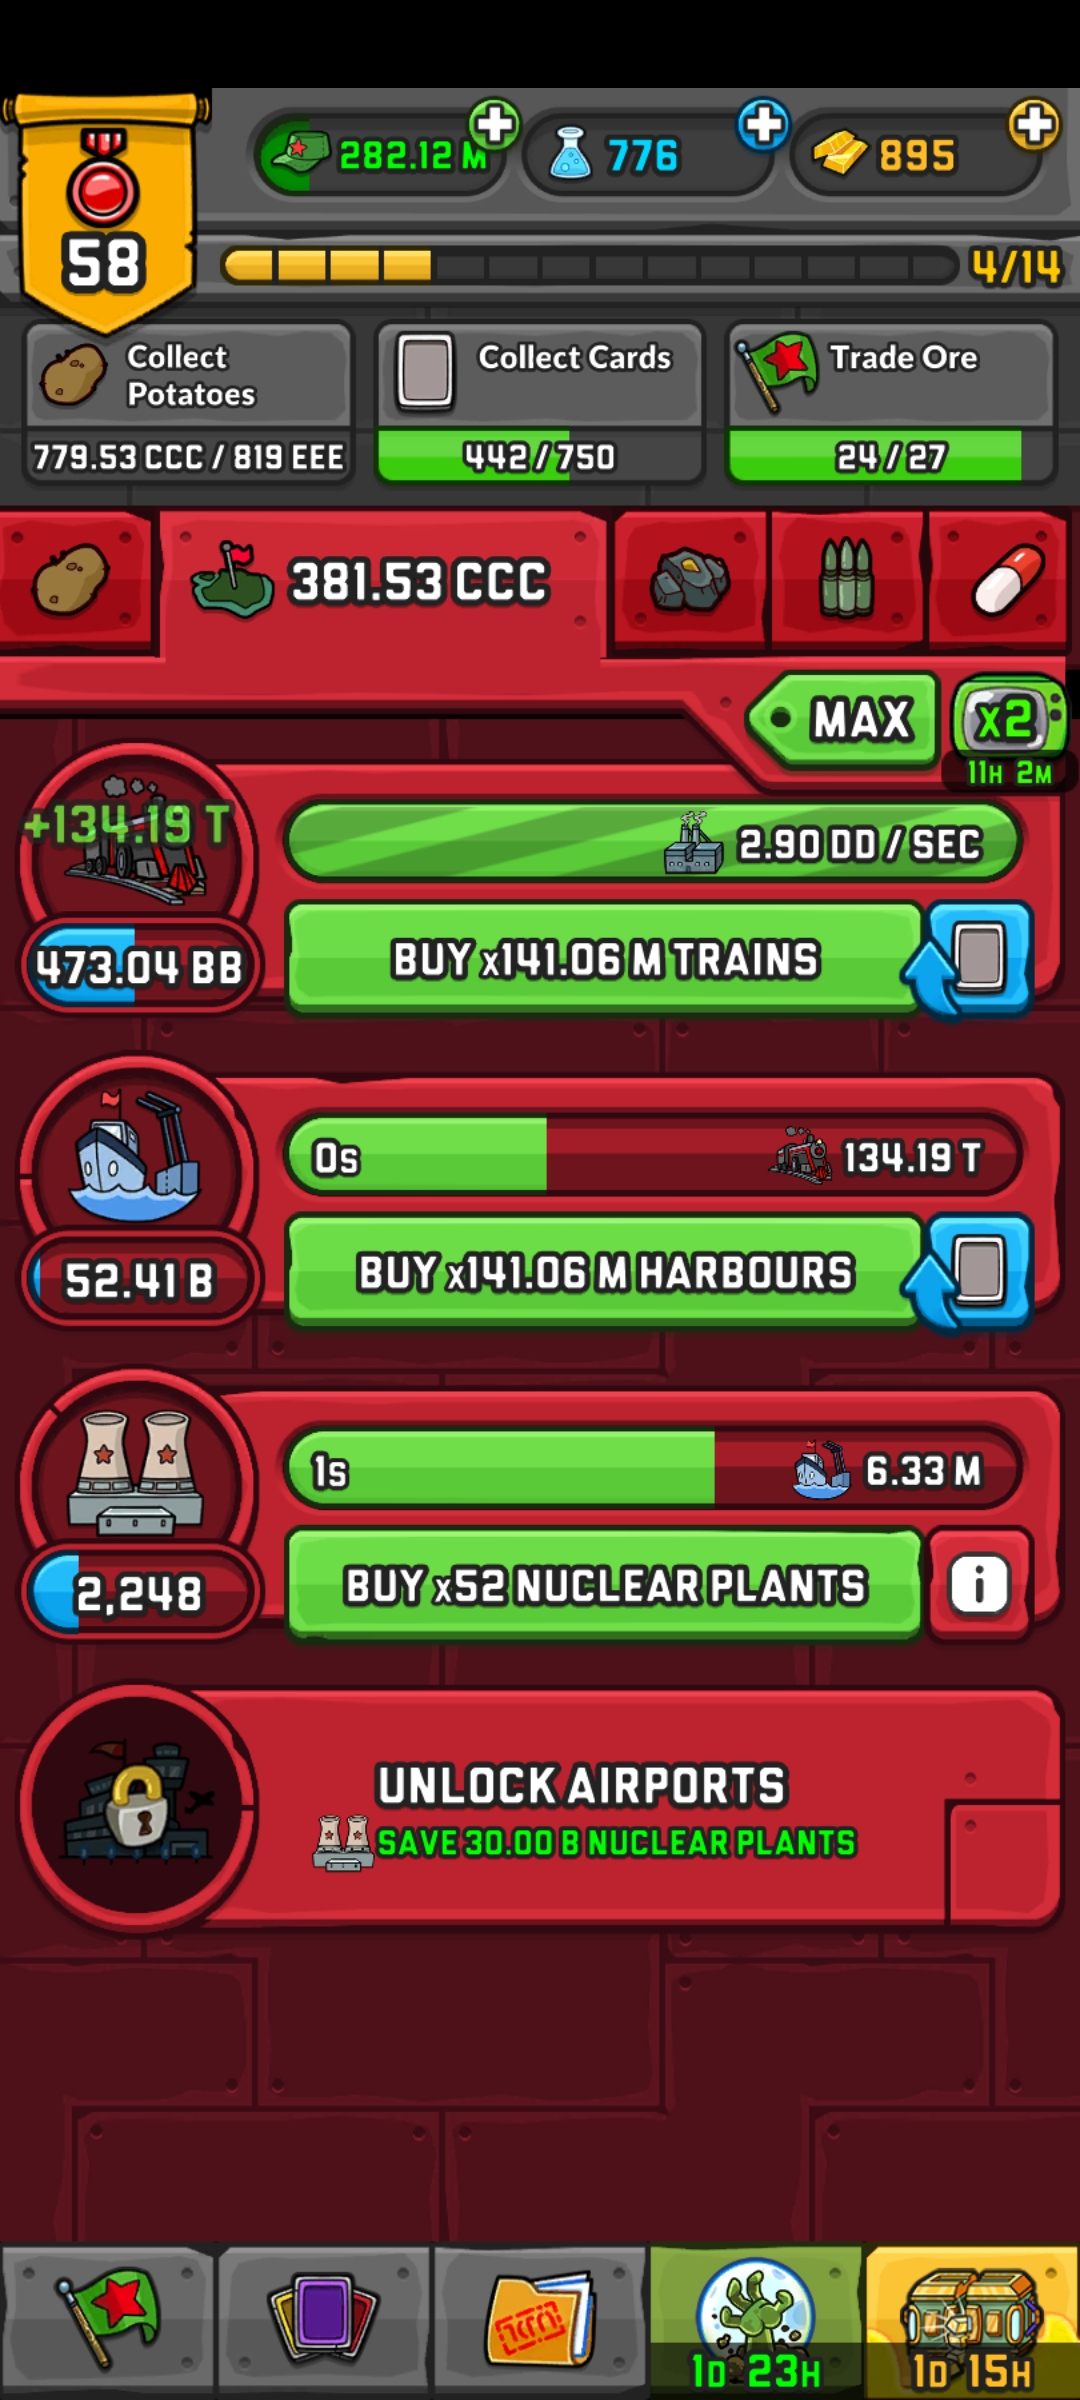 282.12 M
776
895
58
4/14
Collect
Potatoes
Collect Cards
Trade Ore
779.53 CCC / 819 EEE
442/750
24/27
381.53 CCC
MAX
x2
11H 2M
+134.19 T
2.90 DD / SEC
473.04 BB
BUY x141.06 M TRAINS
0s
134.19 T
52.41 B
BUY x141.06 M HARBOURS
1s
6.33 M
2,248
BUY x52 NUCLEAR PLANTS
i
UNLOCK AIRPORTS
SAVE 30.00 B NUCLEAR PLANTS
1D 23H
1D 15H